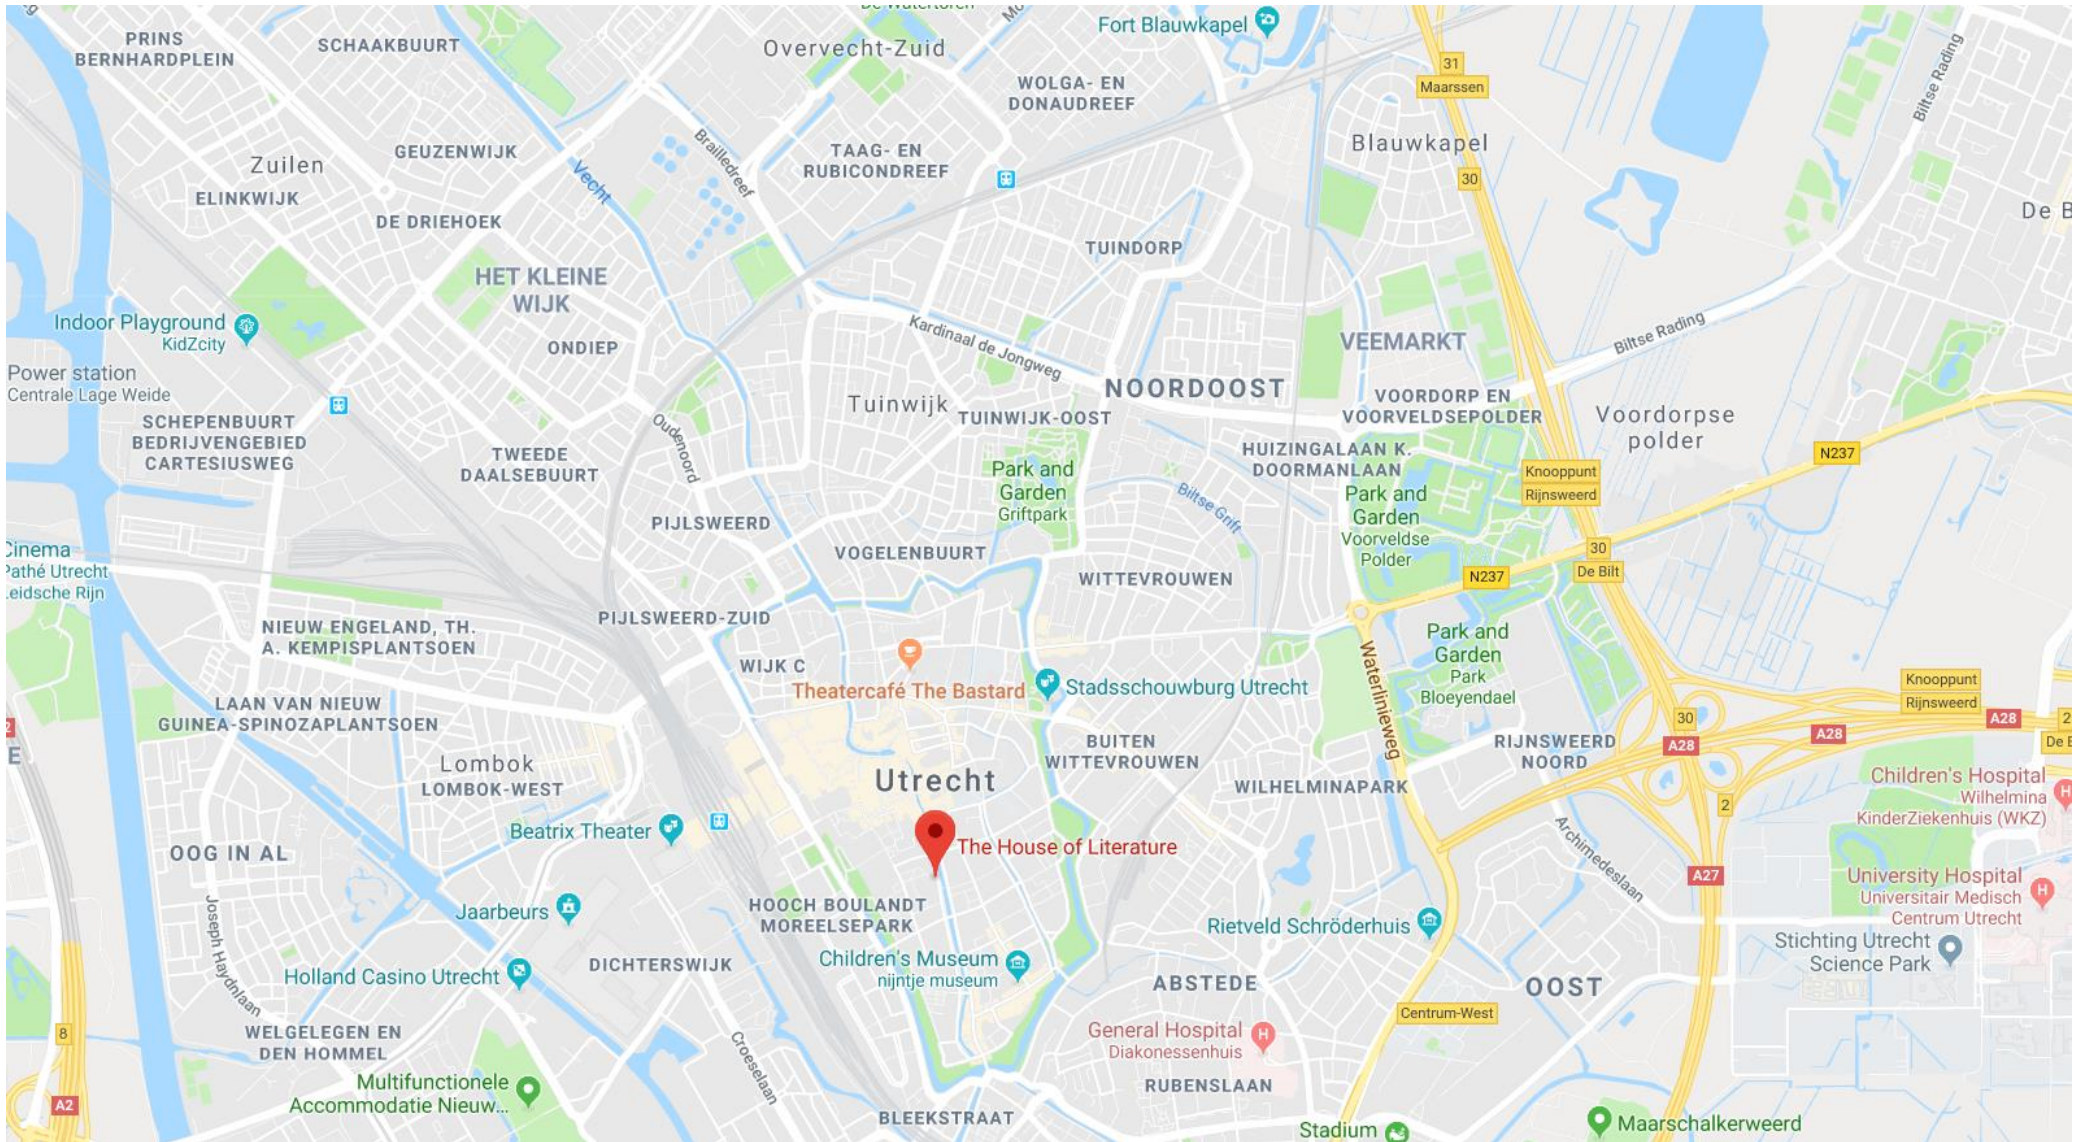 De Watertoren
PRINS
BERNHARDPLEIN
SCHAAKBUURT
Overvecht-Zuid
Fort Blauwkapel
WOLGA- EN
DONAUDREEF
31
Maarssen
Biltse Rading
Blauwkapel
30
Zuilen
GEUZENWIJK
Vecht
Brailledreef
TAAG- EN
RUBICONDREEF
ELINKWIJK
DE DRIEHOEK
De B
TUINDORP
HET KLEINE
WIJK
Indoor Playground
KidZcity
ONDIEP
Kardinaal de Jongweg
VEEMARKT
Biltse Rading
Power station
Centrale Lage Weide
NOORDOOST
Tuinwijk
TUINWIJK-OOST
VOORDORP EN
VOORVELDSEPOLDER
Voordorpse
polder
SCHEPENBUURT
BEDRIJVENGEBIED
CARTESIUSWEG
Oudenoord
TWEEDE
DAALSEBUURT
HUIZINGALAAN K.
DOORMANLAAN
N237
Park and
Garden
Griftpark
Biltse Grift
Park and
Garden
Voorveldse
Polder
Knooppunt
Rijnsweerd
PIJLSWEERD
VOGELENBUURT
WITTEVROUWEN
Cinema
Pathé Utrecht
Leidsche Rijn
30
De Bilt
N237
PIJLSWEERD-ZUID
NIEUW ENGELAND, TH.
A. KEMPISPLANTSOEN
WIJK C
Theatercafé The Bastard
Stadsschouwburg Utrecht
Waterlinieweg
Park and
Garden
Park
Bloeyendael
Knooppunt
Rijnsweerd
LAAN VAN NIEUW
GUINEA-SPINOZAPLANTSOEN
2
E
30
A28
A28
A28
2
De B
BUITEN
WITTEVROUWEN
RIJNSWEERD
NOORD
Lombok
LOMBOK-WEST
Utrecht
WILHELMINAPARK
2
Children's Hospital
Wilhelmina
KinderZiekenhuis (WKZ)
Beatrix Theater
The House of Literature
Archimedeslaan
OOG IN AL
A27
University Hospital
Universitair Medisch
Centrum Utrecht
Joseph Haydnlaan
Jaarbeurs
HOOCH BOULANDT
MOREELSEPARK
Rietveld Schröderhuis
Stichting Utrecht
Science Park
Holland Casino Utrecht
DICHTERSWIJK
Children's Museum
nijntje museum
ABSTEDE
OOST
Centrum-West
8
WELGELEGEN EN
DEN HOMMEL
Croeselaan
General Hospital
Diakonessenhuis
Multifunctionele
Accommodatie Nieuw...
RUBENSLAAN
A2
BLEEKSTRAAT
Stadium
Maarschalkerweerd